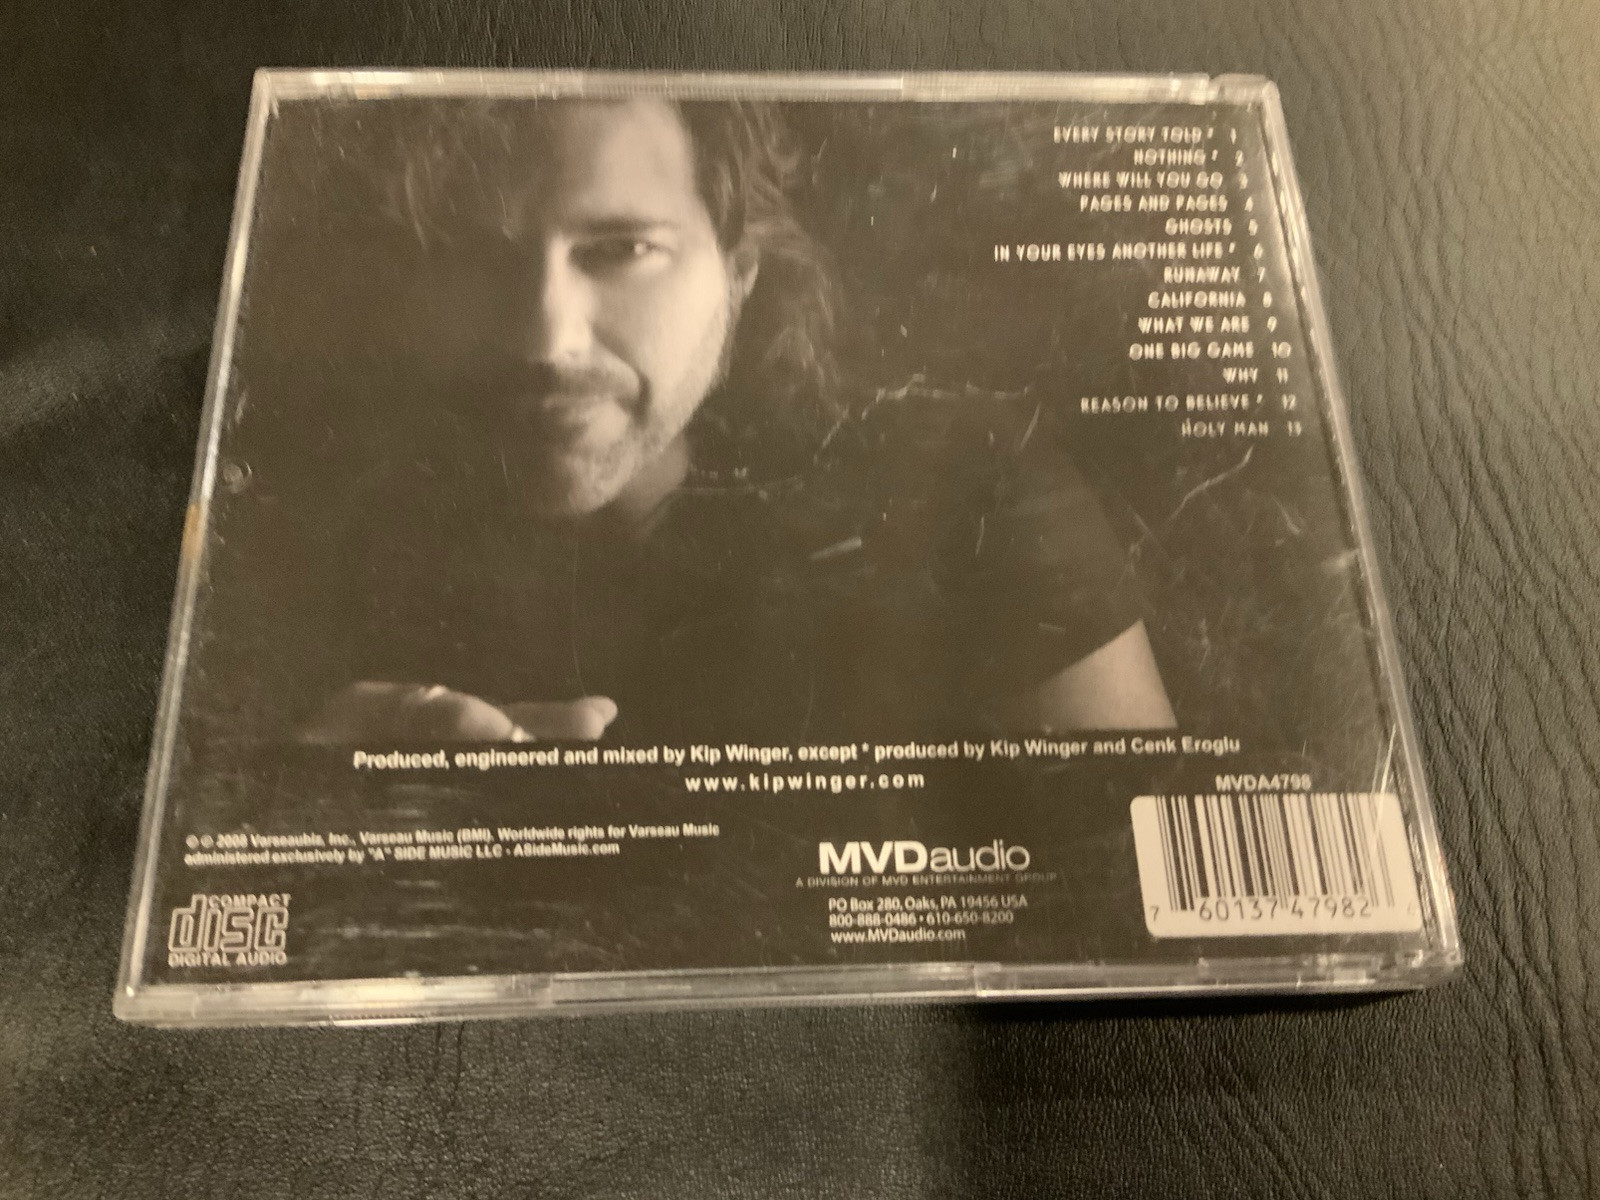 EVERY STORY TOLD * 1
NOTHING * 2
WHERE WILL YOU GO 3
PAGES AND PAGES 4
GHOSTS 5
IN YOUR EYES ANOTHER LIFE * 6
RUNAWAY 7
CALIFORNIA 8
WHAT WE ARE 9
ONE BIG GAME 10
WHY 11
REASON TO BELIEVE * 12
HOLY MAN 13
Produced, engineered and mixed by Kip Winger, except * produced by Kip Winger and Cenk Eroglu
www.kipwinger.com
MVDA4798
℗ © 2008 Varseaubiz, Inc., Varseau Music (BMI). Worldwide rights for Varseau Music
administered exclusively by "A" SIDE MUSIC LLC - ASideMusic.com
MVDaudio
A DIVISION OF MVD ENTERTAINMENT GROUP
PO Box 280, Oaks, PA 19456 USA
800-888-0486 • 610-650-8200
www.MVDaudio.com
COMPACT
disc
DIGITAL AUDIO
7 60137 47982 6